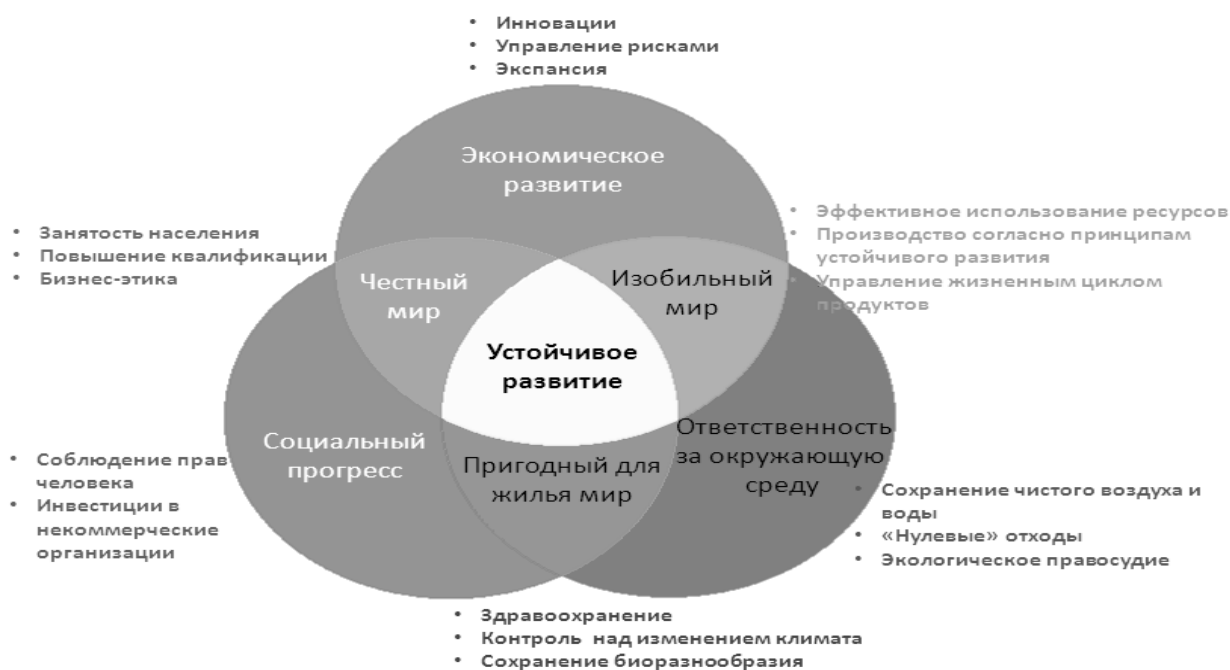 • Инновации
• Управление рисками
• Экспансия
Экономическое
развитие
• Занятость населения
• Повышение квалификации
• Бизнес-этика
Честный
мир
Изобильный
мир
• Эффективное использование ресурсов
• Производство согласно принципам
устойчивого развития
• Управление жизненным циклом
продуктов
Устойчивое
развитие
Социальный
прогресс
Пригодный для
жилья мир
Ответственность
за окружающую
среду
• Соблюдение прав
человека
• Инвестиции в
некоммерческие
организации
• Сохранение чистого воздуха и
воды
• «Нулевые» отходы
• Экологическое правосудие
• Здравоохранение
• Контроль над изменением климата
• Сохранение биоразнообразия